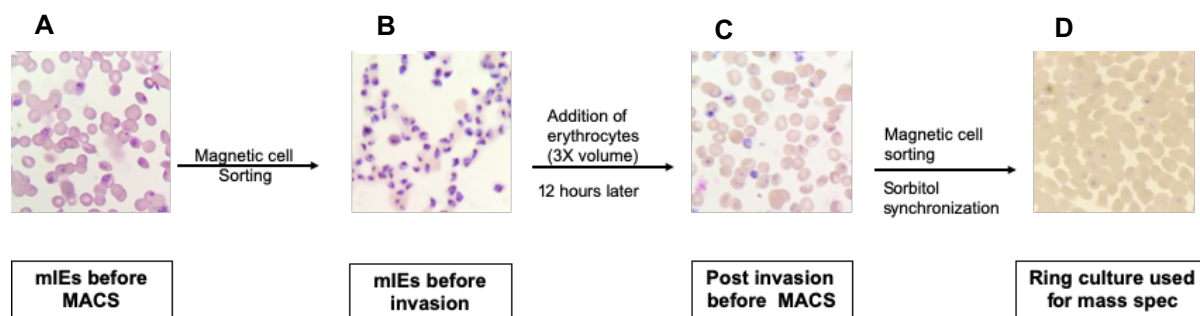 A
B
C
D
Magnetic cell
Sorting
Addition of
erythrocytes
(3X volume)
12 hours later
Magnetic cell
sorting
Sorbitol
synchronization
mIEs before
MACS
mIEs before
invasion
Post invasion
before MACS
Ring culture used
for mass spec